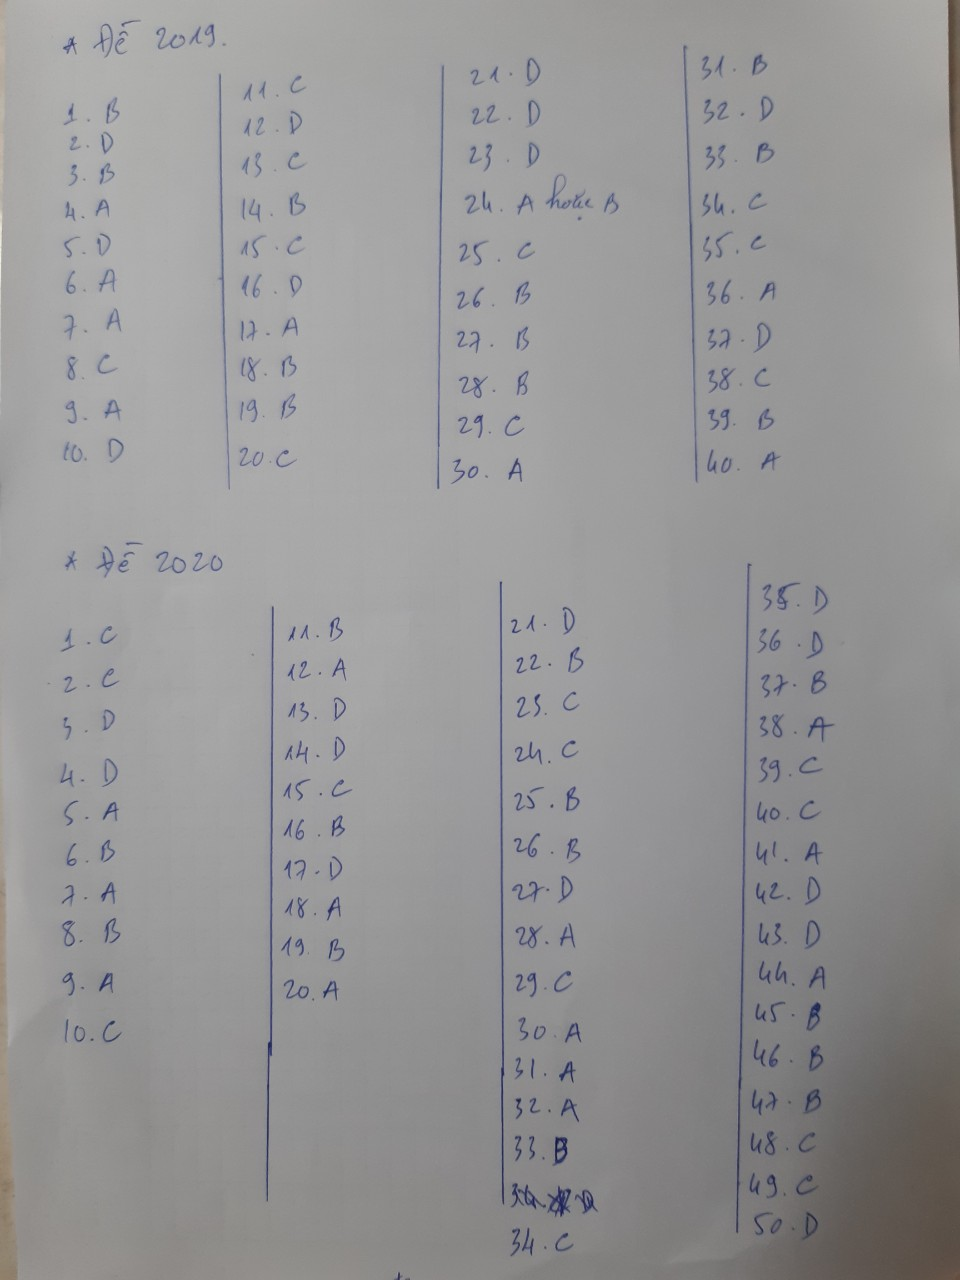 * Đề 2019.
1. B
2. D
3. B
4. A
5. D
6. A
7. A
8. C
9. A
10. D
11. C
12. D
13. C
14. B
15. C
16. D
17. A
18. B
19. B
20. C
21. D
22. D
23. D
24. A hoặc B
25. C
26. B
27. B
28. B
29. C
30. A
31. B
32. D
33. B
34. C
35. C
36. A
37. D
38. C
39. B
40. A
* Đề 2020
1. C
2. C
3. D
4. D
5. A
6. B
7. A
8. B
9. A
10. C
11. B
12. A
13. D
14. D
15. C
16. B
17. D
18. A
19. B
20. A
21. D
22. B
23. C
24. C
25. B
26. B
27. D
28. A
29. C
30. A
31. A
32. A
33. B
34. C
35. D
36. D
37. B
38. A
39. C
40. C
41. A
42. D
43. D
44. A
45. B
46. B
47. B
48. C
49. C
50. D